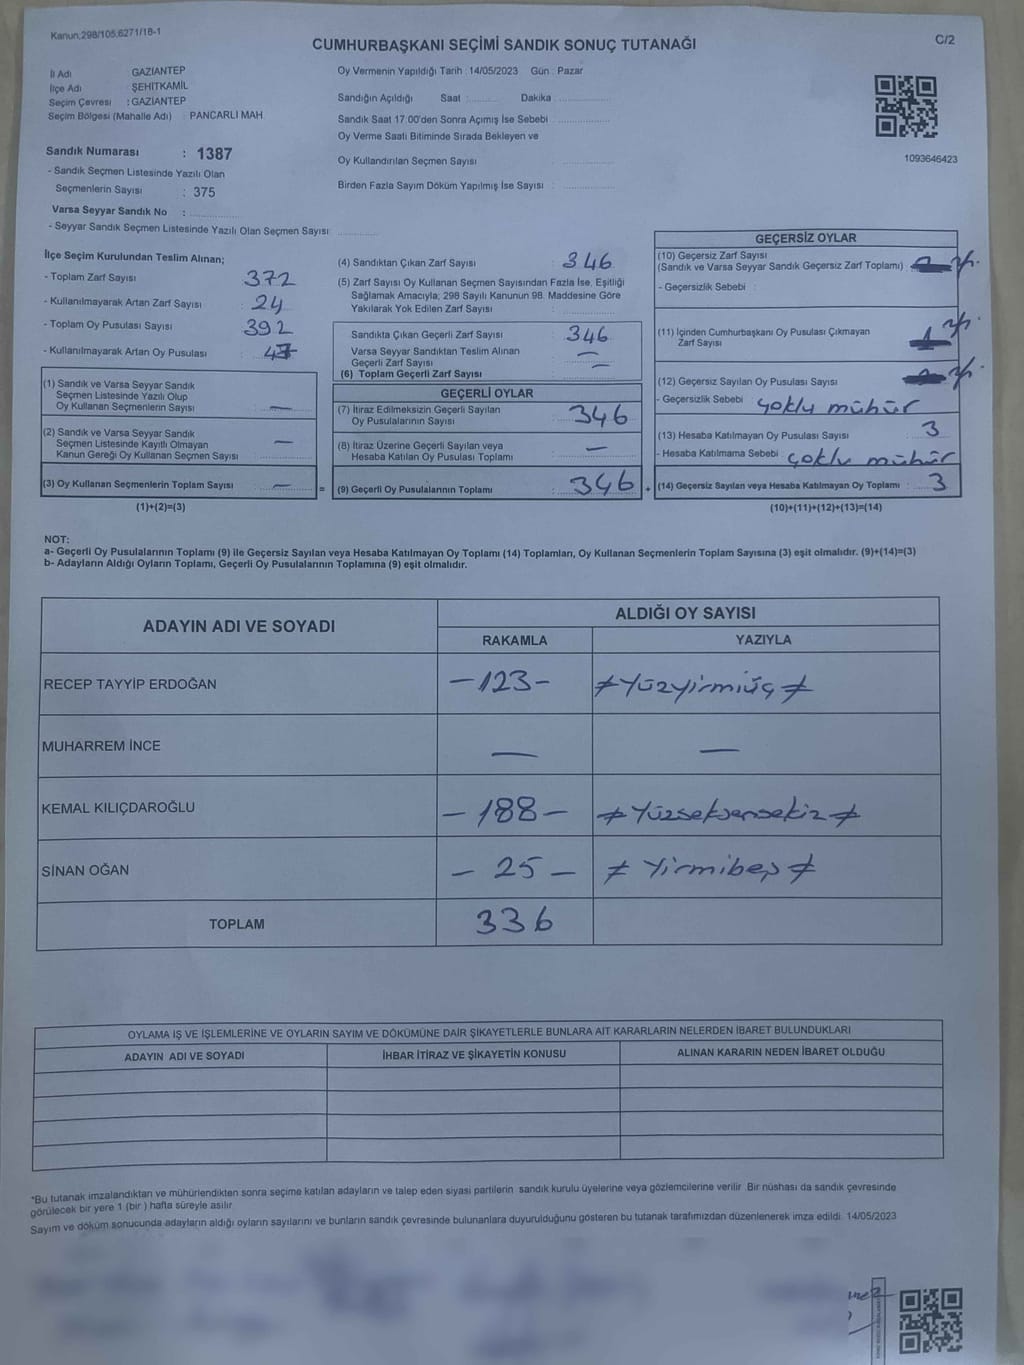 Kanun,298/105,6271/18-1
CUMHURBAŞKANI SEÇİMİ SANDIK SONUÇ TUTANAĞI
C/2
İl Adı GAZİANTEP
İlçe Adı ŞEHİTKAMİL
Seçim Çevresi : GAZİANTEP
Seçim Bölgesi (Mahalle Adı) : PANCARLI MAH
Sandık Numarası : 1387
- Sandık Seçmen Listesinde Yazılı Olan
Seçmenlerin Sayısı : 375
Varsa Seyyar Sandık No :
- Seyyar Sandık Seçmen Listesinde Yazılı Olan Seçmen Sayısı:
Oy Vermenin Yapıldığı Tarih : 14/05/2023 Gün : Pazar
Sandığın Açıldığı Saat : Dakika :
Sandık Saat 17:00'den Sonra Açımış İse Sebebi :
Oy Verme Saati Bitiminde Sırada Bekleyen ve
Oy Kullandırılan Seçmen Sayısı :
Birden Fazla Sayım Döküm Yapılmış İse Sayısı :
1093646423
İlçe Seçim Kurulundan Teslim Alınan;
- Toplam Zarf Sayısı : 372
- Kullanılmayarak Artan Zarf Sayısı : 24
- Toplam Oy Pusulası Sayısı : 392
- Kullanılmayarak Artan Oy Pusulası :
(1) Sandık ve Varsa Seyyar Sandık
Seçmen Listesinde Yazılı Olup
Oy Kullanan Seçmenlerin Sayısı : —
(2) Sandık ve Varsa Seyyar Sandık
Seçmen Listesinde Kayıtlı Olmayan
Kanun Gereği Oy Kullanan Seçmen Sayısı : —
(3) Oy Kullanan Seçmenlerin Toplam Sayısı : —
(1)+(2)=(3)
=
(4) Sandıktan Çıkan Zarf Sayısı : 346
(5) Zarf Sayısı Oy Kullanan Seçmen Sayısından Fazla İse, Eşitliği
Sağlamak Amacıyla; 298 Sayılı Kanunun 98. Maddesine Göre
Yakılarak Yok Edilen Zarf Sayısı :
Sandıkta Çıkan Geçerli Zarf Sayısı : 346
Varsa Seyyar Sandıktan Teslim Alınan
Geçerli Zarf Sayısı : —
(6) Toplam Geçerli Zarf Sayısı : —
GEÇERLİ OYLAR
(7) İtiraz Edilmeksizin Geçerli Sayılan
Oy Pusulalarının Sayısı : 346
(8) İtiraz Üzerine Geçerli Sayılan veya
Hesaba Katılan Oy Pusulası Toplamı : —
(9) Geçerli Oy Pusulalarının Toplamı : 346
+
GEÇERSİZ OYLAR
(10) Geçersiz Zarf Sayısı
(Sandık ve Varsa Seyyar Sandık Geçersiz Zarf Toplamı) :
- Geçersizlik Sebebi :
(11) İçinden Cumhurbaşkanı Oy Pusulası Çıkmayan
Zarf Sayısı
(12) Geçersiz Sayılan Oy Pusulası Sayısı :
- Geçersizlik Sebebi : çoklu mühür
(13) Hesaba Katılmayan Oy Pusulası Sayısı : 3
- Hesaba Katılmama Sebebi : çoklu mühür
(14) Geçersiz Sayılan veya Hesaba Katılmayan Oy Toplamı : 3
(10)+(11)+(12)+(13)=(14)
NOT:
a- Geçerli Oy Pusulalarının Toplamı (9) ile Geçersiz Sayılan veya Hesaba Katılmayan Oy Toplamı (14) Toplamları, Oy Kullanan Seçmenlerin Toplam Sayısına (3) eşit olmalıdır. (9)+(14)=(3)
b- Adayların Aldığı Oyların Toplamı, Geçerli Oy Pusulalarının Toplamına (9) eşit olmalıdır.
ADAYIN ADI VE SOYADI
ALDIĞI OY SAYISI
RAKAMLA YAZIYLA
RECEP TAYYİP ERDOĞAN -123- ≠Yüzyirmiüç≠
MUHARREM İNCE — —
KEMAL KILIÇDAROĞLU -188- ≠Yüzseksensekiz≠
SİNAN OĞAN -25- ≠Yirmibeş≠
TOPLAM 336
OYLAMA İŞ VE İŞLEMLERİNE VE OYLARIN SAYIM VE DÖKÜMÜNE DAİR ŞİKAYETLERLE BUNLARA AİT KARARLARIN NELERDEN İBARET BULUNDUKLARI
ADAYIN ADI VE SOYADI İHBAR İTİRAZ VE ŞİKAYETİN KONUSU ALINAN KARARIN NEDEN İBARET OLDUĞU
*Bu tutanak imzalandıktan ve mühürlendikten sonra seçime katılan adayların ve talep eden siyasi partilerin sandık kurulu üyelerine veya gözlemcilerine verilir. Bir nüshası da sandık çevresinde
görülecek bir yere 1 (bir ) hafta süreyle asılır.
Sayım ve döküm sonucunda adayların aldığı oyların sayılarını ve bunların sandık çevresinde bulunanlara duyurulduğunu gösteren bu tutanak tarafımızdan düzenlenerek imza edildi. 14/05/2023